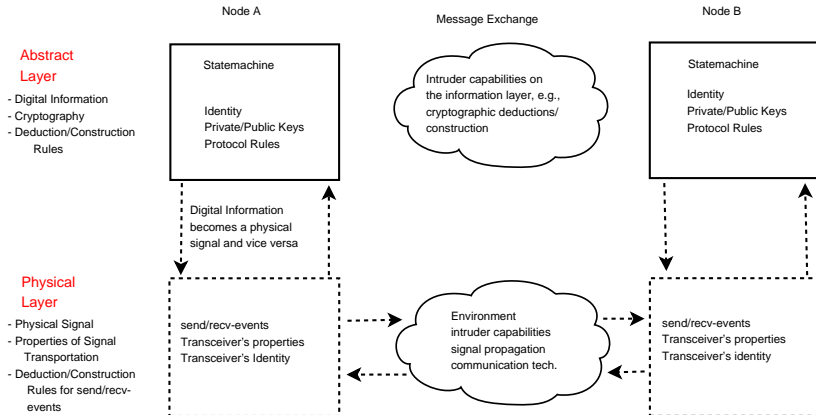 Node A
Message Exchange
Node B
Abstract
Layer
- Digital Information
- Cryptography
- Deduction/Construction
Rules
Statemachine
Identity
Private/Public Keys
Protocol Rules
Intruder capabilities on
the information layer, e.g.,
cryptographic deductions/
construction
Statemachine
Identity
Private/Public Keys
Protocol Rules
Digital Information
becomes a physical
signal and vice versa
Physical
Layer
- Physical Signal
- Properties of Signal
Transportation
- Deduction/Construction
Rules for send/recv-
events
send/recv-events
Transceiver's properties
Transceiver's Identity
Environment
intruder capabilities
signal propagation
communication tech.
send/recv-events
Transceiver's properties
Transceiver's identity